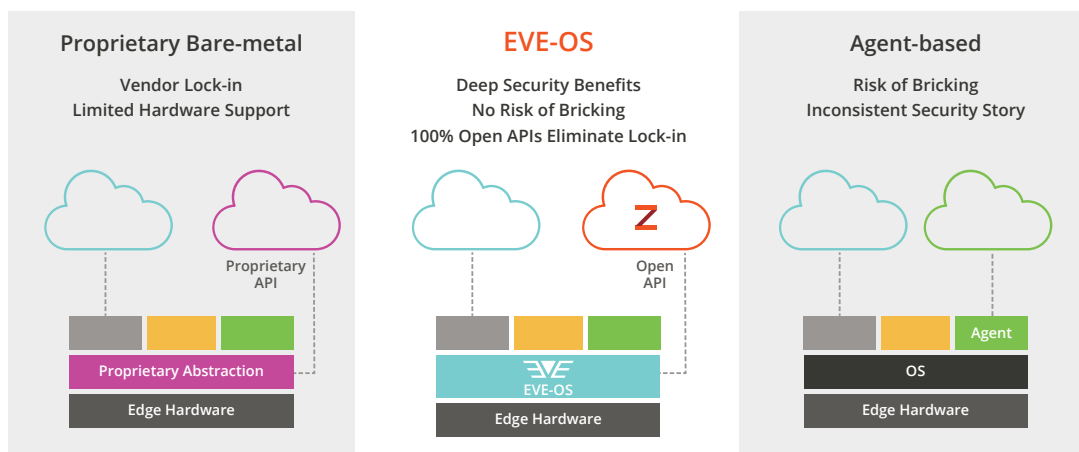 Proprietary Bare-metal
Vendor Lock-in
Limited Hardware Support
Proprietary
API
Proprietary Abstraction
Edge Hardware
EVE-OS
Deep Security Benefits
No Risk of Bricking
100% Open APIs Eliminate Lock-in
Z
Open
API
EVE
EVE-OS
Edge Hardware
Agent-based
Risk of Bricking
Inconsistent Security Story
Agent
OS
Edge Hardware